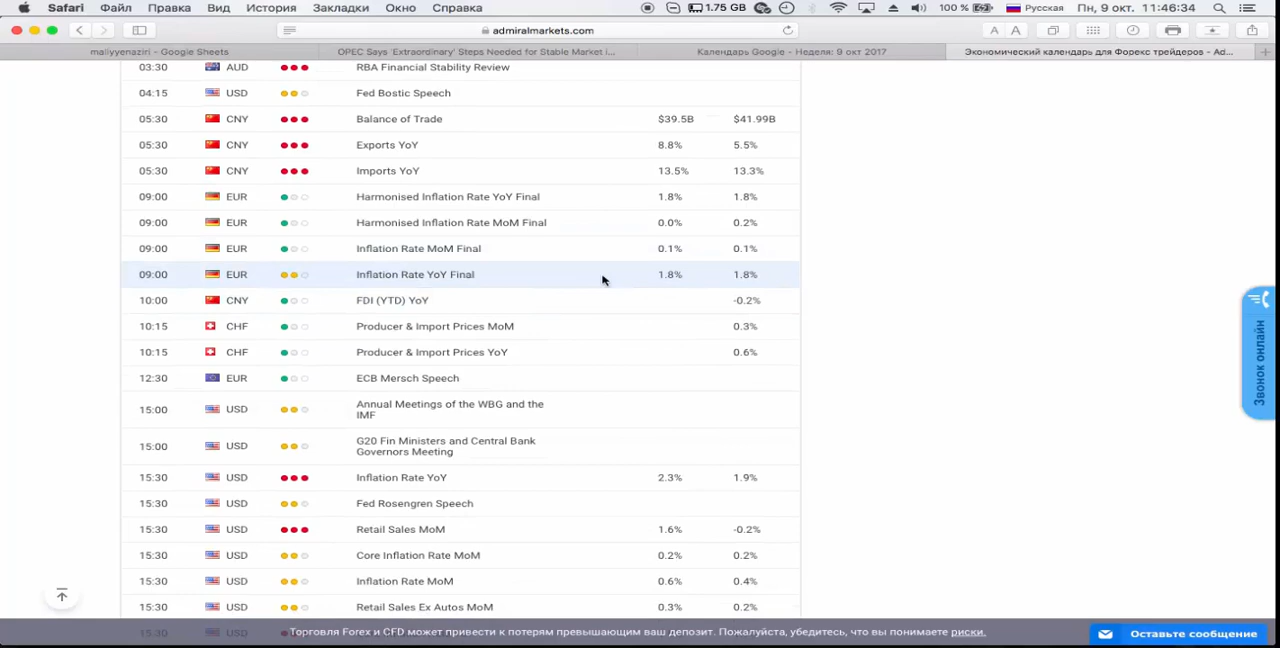 Safari Файл Правка Вид История Закладки Окно Справка 1.75 GB 100 % Русская Пн, 9 окт. 11:46:34
admiralmarkets.com A A
maliyyenaziri – Google Sheets OPEC Says 'Extraordinary' Steps Needed for Stable Market i... Календарь Google - Неделя: 9 окт 2017 Экономический календарь для Форекс трейдеров - Ad...
03:30 AUD RBA Financial Stability Review
04:15 USD Fed Bostic Speech
05:30 CNY Balance of Trade $39.5B $41.99B
05:30 CNY Exports YoY 8.8% 5.5%
05:30 CNY Imports YoY 13.5% 13.3%
09:00 EUR Harmonised Inflation Rate YoY Final 1.8% 1.8%
09:00 EUR Harmonised Inflation Rate MoM Final 0.0% 0.2%
09:00 EUR Inflation Rate MoM Final 0.1% 0.1%
09:00 EUR Inflation Rate YoY Final 1.8% 1.8%
10:00 CNY FDI (YTD) YoY -0.2%
10:15 CHF Producer & Import Prices MoM 0.3%
10:15 CHF Producer & Import Prices YoY 0.6%
12:30 EUR ECB Mersch Speech
15:00 USD Annual Meetings of the WBG and the
IMF
15:00 USD G20 Fin Ministers and Central Bank
Governors Meeting
15:30 USD Inflation Rate YoY 2.3% 1.9%
15:30 USD Fed Rosengren Speech
15:30 USD Retail Sales MoM 1.6% -0.2%
15:30 USD Core Inflation Rate MoM 0.2% 0.2%
15:30 USD Inflation Rate MoM 0.6% 0.4%
15:30 USD Retail Sales Ex Autos MoM 0.3% 0.2%
15:30
Торговля Forex и CFD может привести к потерям превышающим ваш депозит. Пожалуйста, убедитесь, что вы понимаете риски.
Звонок онлайн
Оставьте сообщение